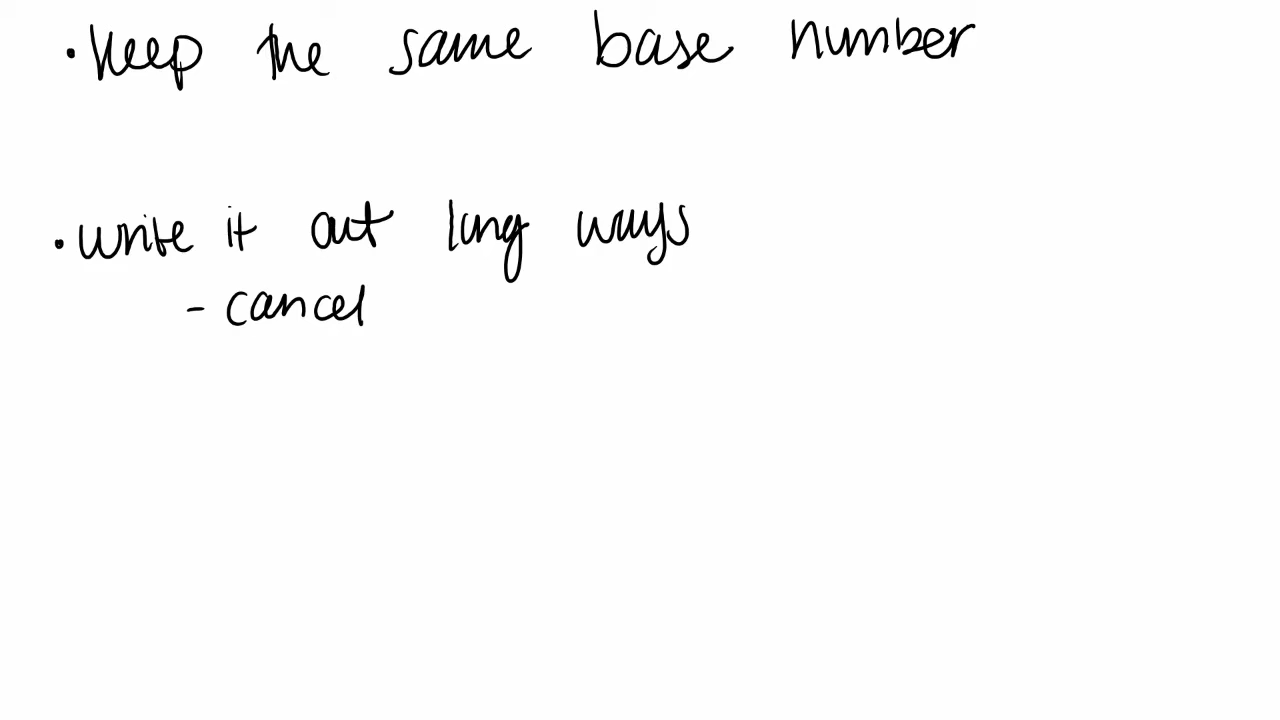 • Keep the same base number
• write it out long ways
- cancel